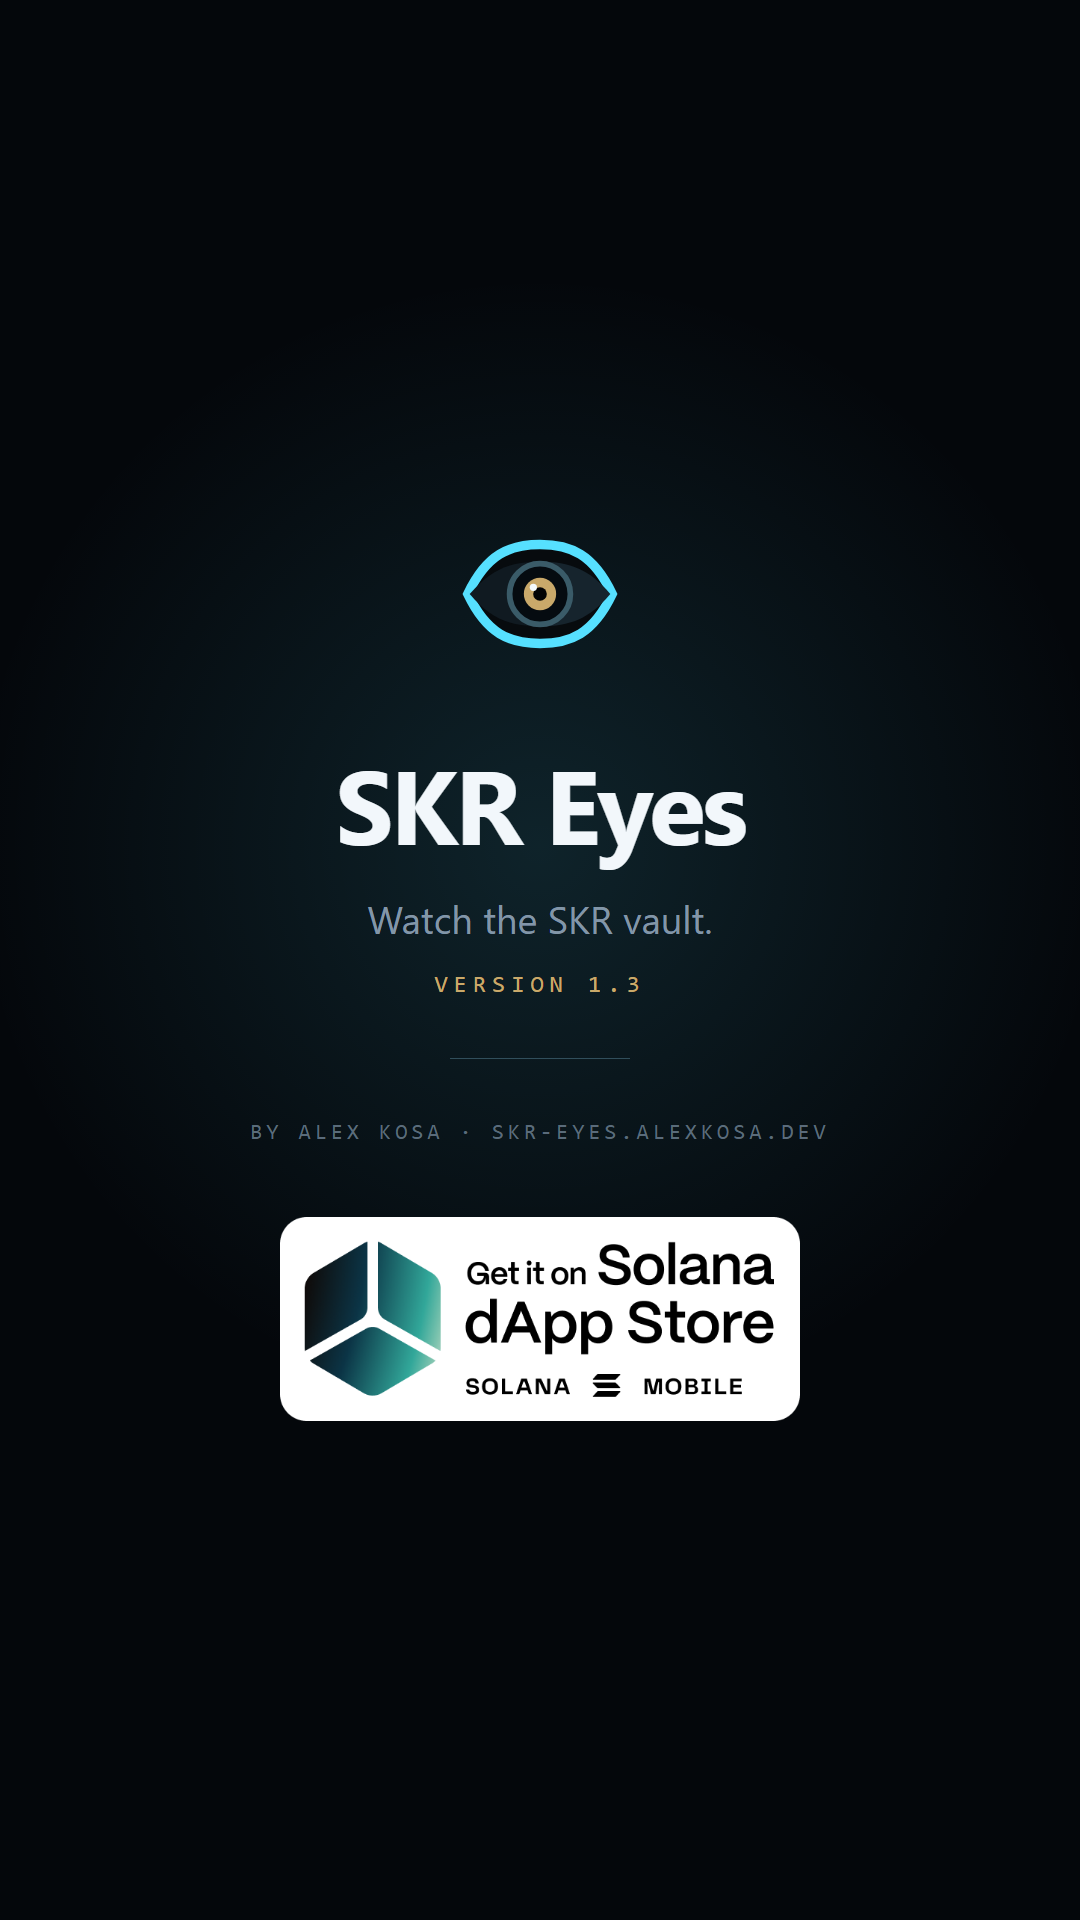 SKR Eyes
Watch the SKR vault.
VERSION 1.3
BY ALEX KOSA · SKR-EYES.ALEXKOSA.DEV
Get it on Solana
dApp Store
SOLANA MOBILE